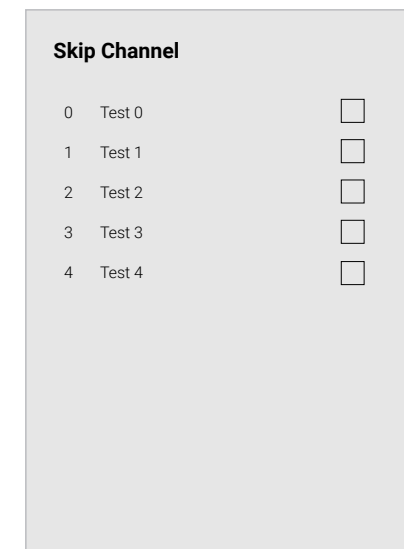 Skip Channel
0 Test 0
1 Test 1
2 Test 2
3 Test 3
4 Test 4